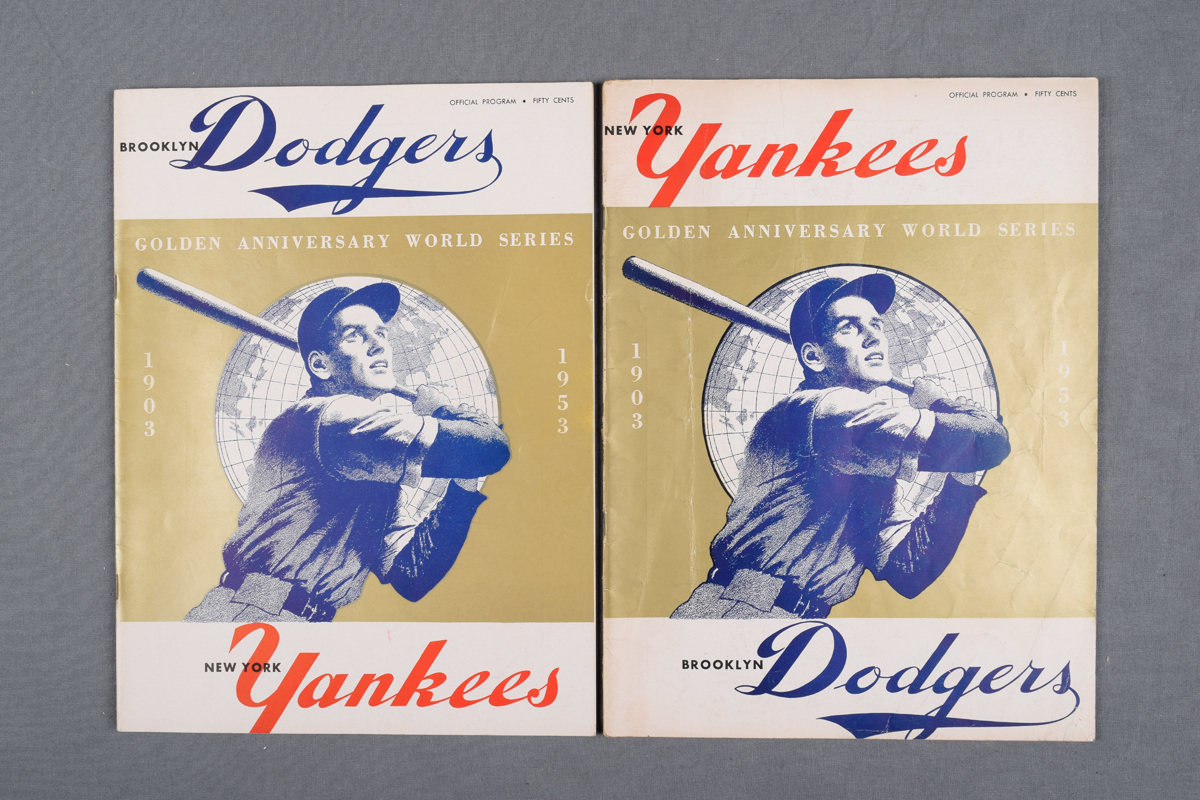 OFFICIAL PROGRAM • FIFTY CENTS
BROOKLYN Dodgers
GOLDEN ANNIVERSARY WORLD SERIES
1903
1953
NEW YORK Yankees
OFFICIAL PROGRAM • FIFTY CENTS
NEW YORK Yankees
GOLDEN ANNIVERSARY WORLD SERIES
1903
1953
BROOKLYN Dodgers